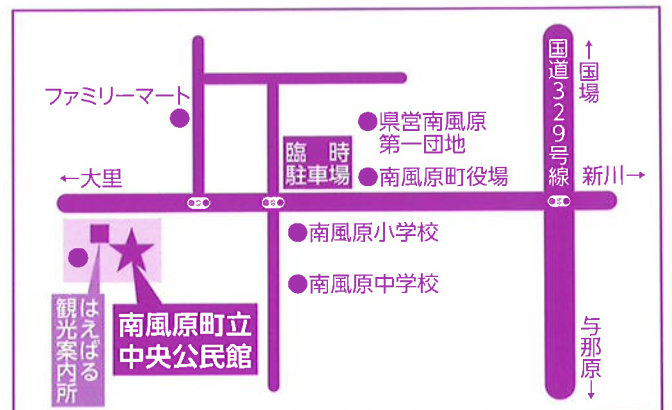 ファミリーマート
←大里
臨時
駐車場
県営南風原
第一団地
南風原町役場
国道329号線
↑国場
新川→
南風原小学校
南風原中学校
はえばる
観光案内所
南風原町立
中央公民館
与那原↓